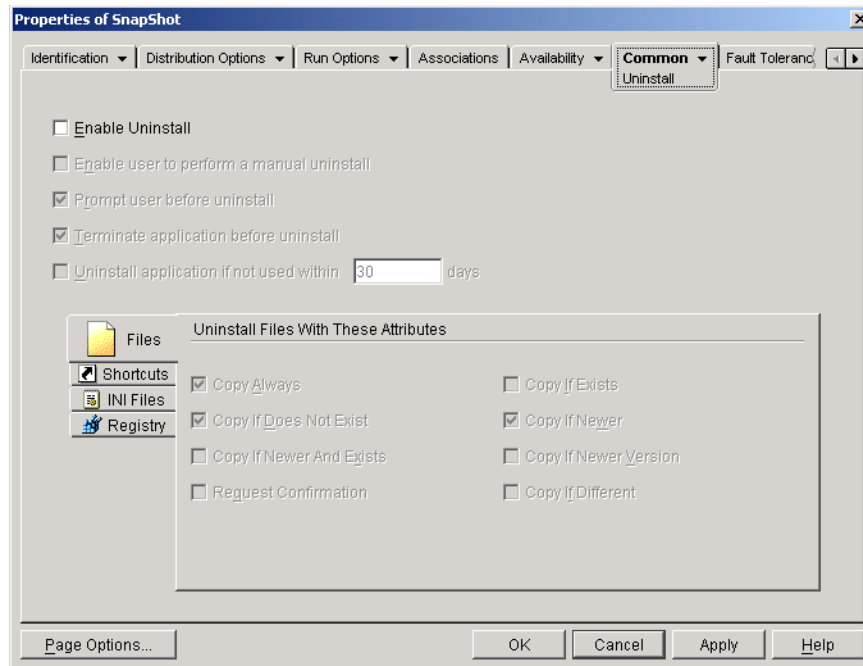 Properties of SnapShot
Identification Distribution Options Run Options Associations Availability Common Fault Toleranc
Uninstall
Enable Uninstall
Enable user to perform a manual uninstall
Prompt user before uninstall
Terminate application before uninstall
Uninstall application if not used within 30 days
Files
Shortcuts
INI Files
Registry
Uninstall Files With These Attributes
Copy Always Copy If Exists
Copy If Does Not Exist Copy If Newer
Copy If Newer And Exists Copy If Newer Version
Request Confirmation Copy If Different
Page Options... OK Cancel Apply Help